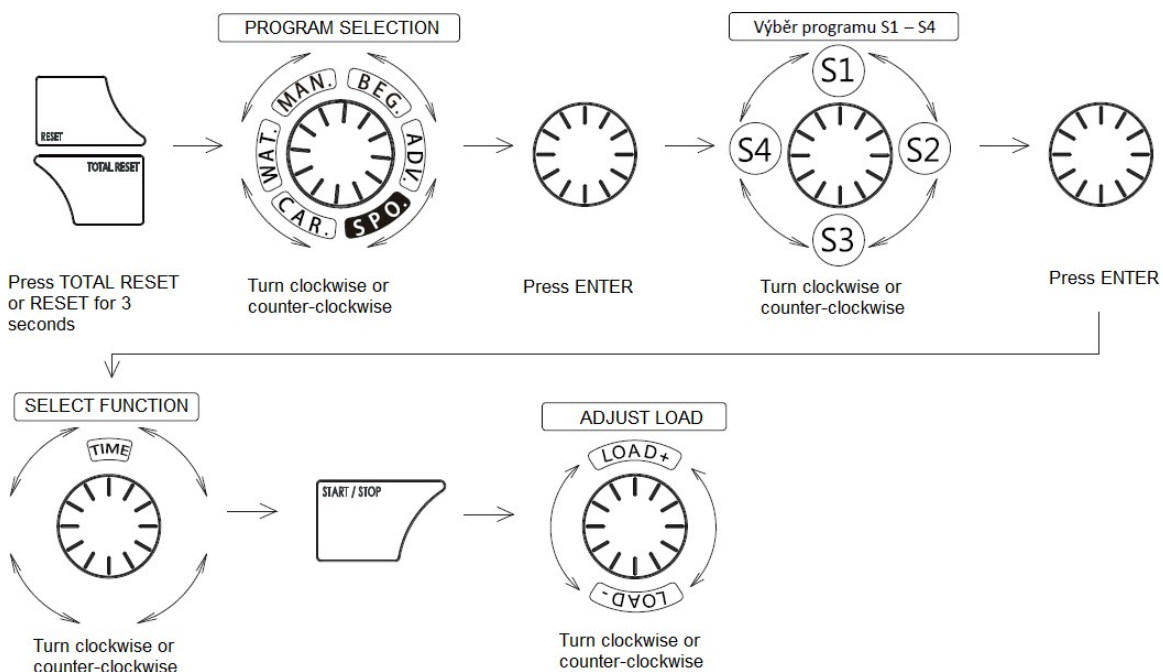 PROGRAM SELECTION
Výběr programu S1 – S4
RESET
TOTAL RESET
MAN.
BEG.
ADV.
SPO.
CAR.
WAT.
S1
S2
S3
S4
Press TOTAL RESET
or RESET for 3
seconds
Turn clockwise or
counter-clockwise
Press ENTER
Turn clockwise or
counter-clockwise
Press ENTER
SELECT FUNCTION
TIME
Turn clockwise or
counter-clockwise
START / STOP
ADJUST LOAD
LOAD+
LOAD-
Turn clockwise or
counter-clockwise